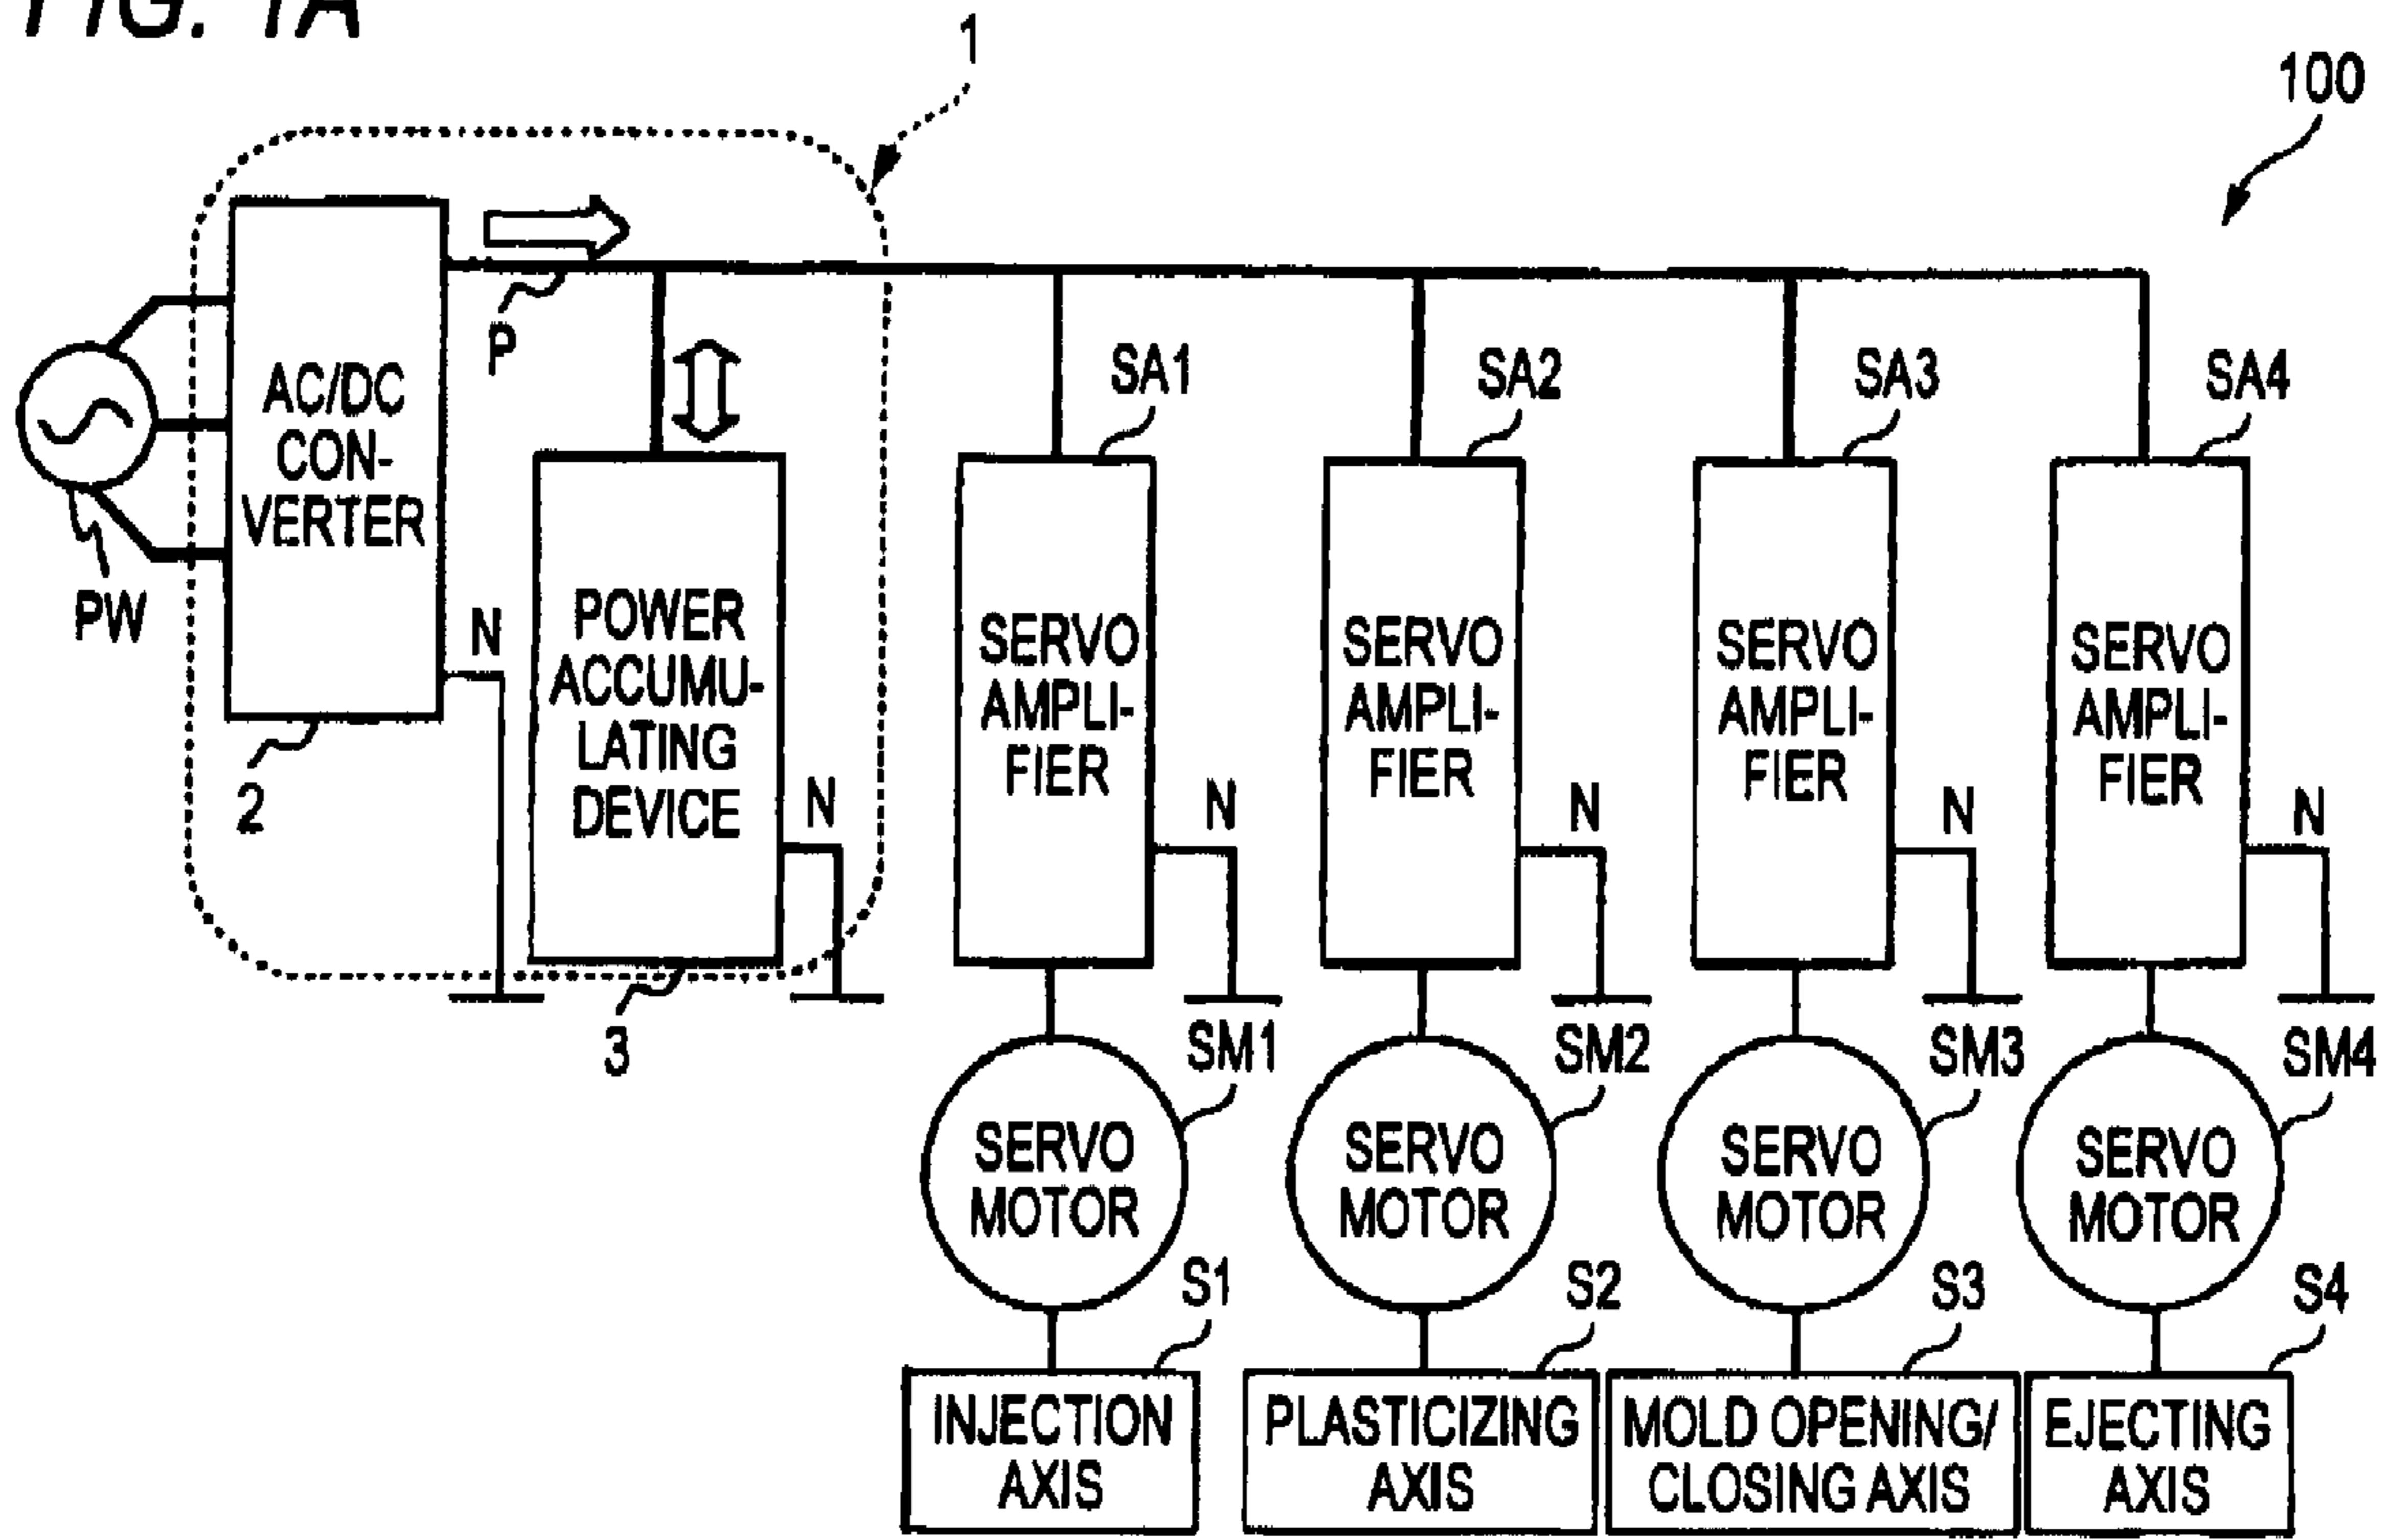 FIG. 1A
1
100
P
AC/DC
CON-
VERTER
PW
2
N
POWER
ACCUMU-
LATING
DEVICE
N
3
SA1
SERVO
AMPLI-
FIER
N
SA2
SERVO
AMPLI-
FIER
N
SA3
SERVO
AMPLI-
FIER
N
SA4
SERVO
AMPLI-
FIER
N
SM1
SERVO
MOTOR
SM2
SERVO
MOTOR
SM3
SERVO
MOTOR
SM4
SERVO
MOTOR
S1
INJECTION
AXIS
S2
PLASTICIZING
AXIS
S3
MOLD OPENING/
CLOSING AXIS
S4
EJECTING
AXIS